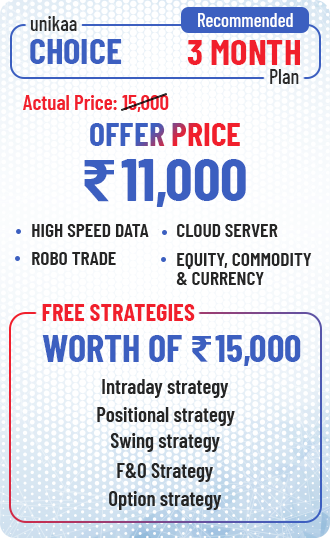 Recommended
unikaa
CHOICE
3 MONTH
Plan
Actual Price: 15,000
OFFER PRICE
₹ 11,000
• HIGH SPEED DATA • CLOUD SERVER
• ROBO TRADE • EQUITY, COMMODITY
& CURRENCY
FREE STRATEGIES
WORTH OF ₹ 15,000
Intraday strategy
Positional strategy
Swing strategy
F&O Strategy
Option strategy